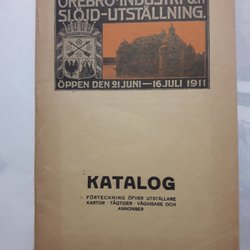 ÖREBRO INDUSTRI OCH
SLÖJD-UTSTÄLLNING.
ÖPPEN DEN 21 JUNI—16 JULI 1911
KATALOG
FÖRTECKNING ÖFVER UTSTÄLLARE
KARTOR · TÅGTIDER · VÄGVISARE OCH
ANNONSER